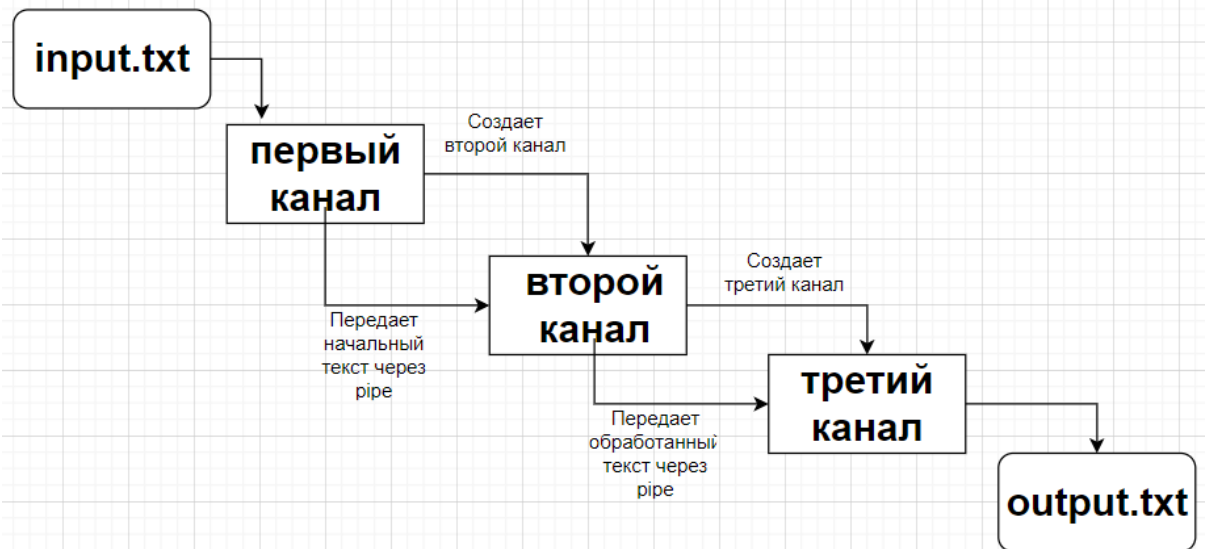 input.txt
первый
канал
Создает
второй канал
второй
канал
Передает
начальный
текст через
pipe
Создает
третий канал
третий
канал
Передает
обработанный
текст через
pipe
output.txt